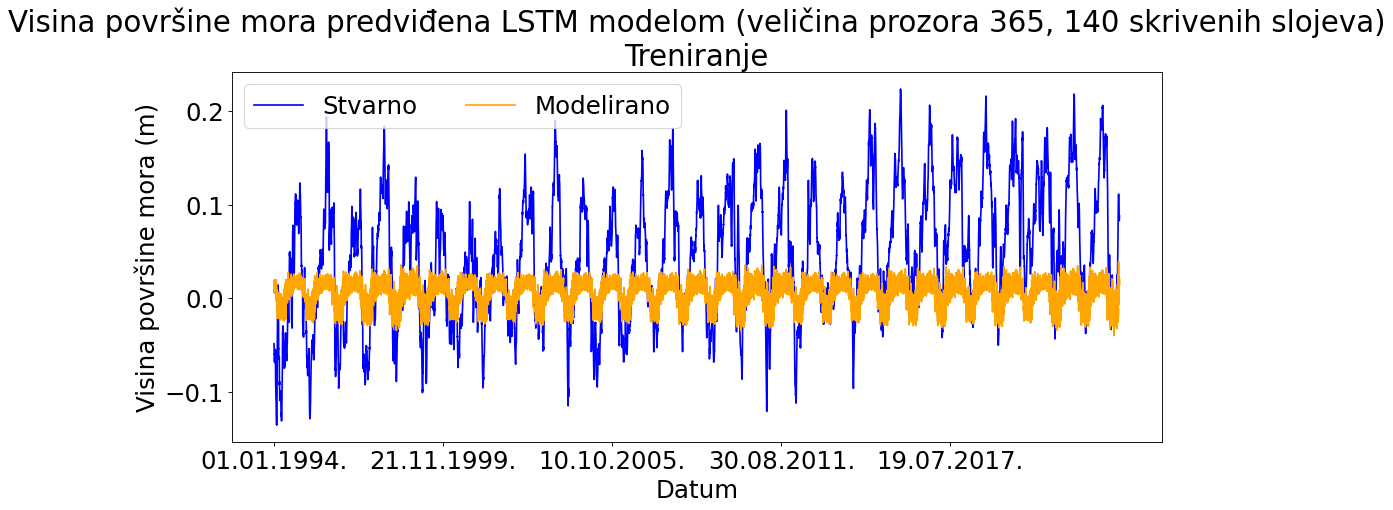 Visina površine mora predviđena LSTM modelom (veličina prozora 365, 140 skrivenih slojeva)
Treniranje
Stvarno
Modelirano
Visina površine mora (m)
0.2
0.1
0.0
−0.1
01.01.1994.
21.11.1999.
10.10.2005.
30.08.2011.
19.07.2017.
Datum